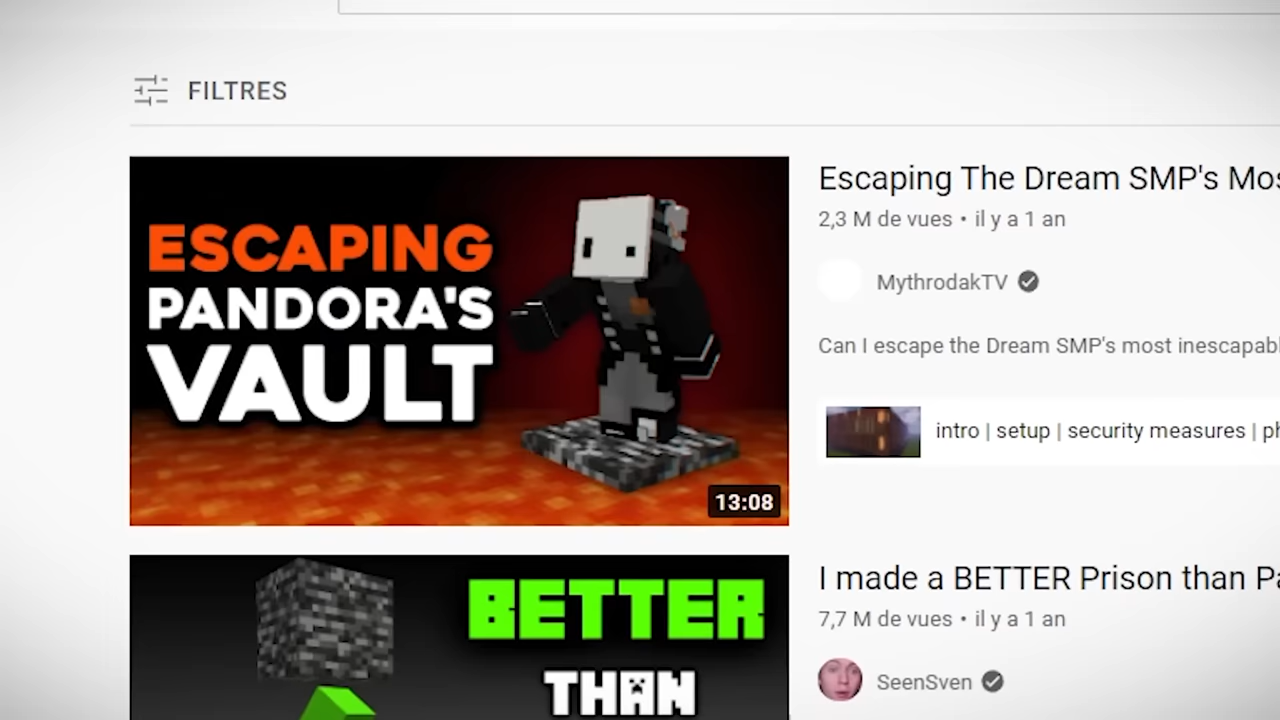 FILTRES
ESCAPING
PANDORA'S
VAULT
13:08
Escaping The Dream SMP's Mos
2,3 M de vues • il y a 1 an
MythrodakTV
Can I escape the Dream SMP's most inescapabl
intro | setup | security measures | ph
BETTER
THAN
I made a BETTER Prison than Pa
7,7 M de vues • il y a 1 an
SeenSven